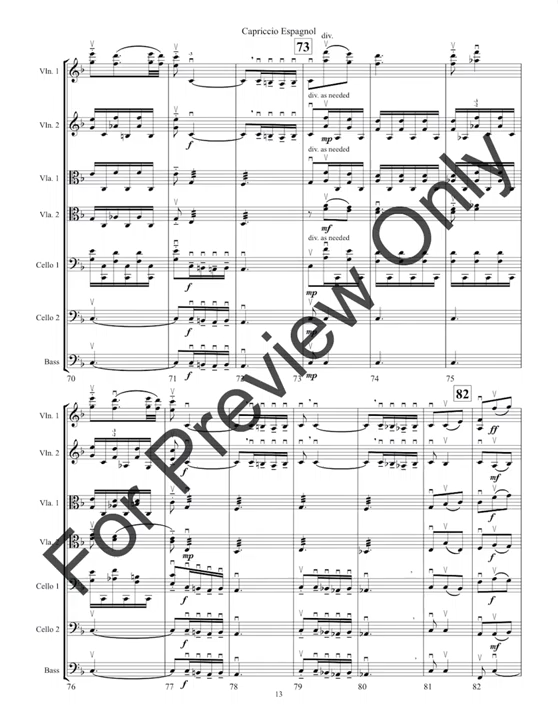 Capriccio Espagnol
73
div.
Vln. 1
div. as needed
Vln. 2
f
mp
div. as needed
Vla. 1
Vla. 2
mf
div. as needed
Cello 1
f
mp
Cello 2
f
mp
Bass
f
mp
70 71 72 73 74 75
82
Vln. 1
f
ff
3
Vln. 2
f
mf
Vla. 1
f
Vla. 2
mp
mf
Cello 1
f
f
Cello 2
f
mf
Bass
f
76 77 78 79 80 81 82
13
For Preview Only